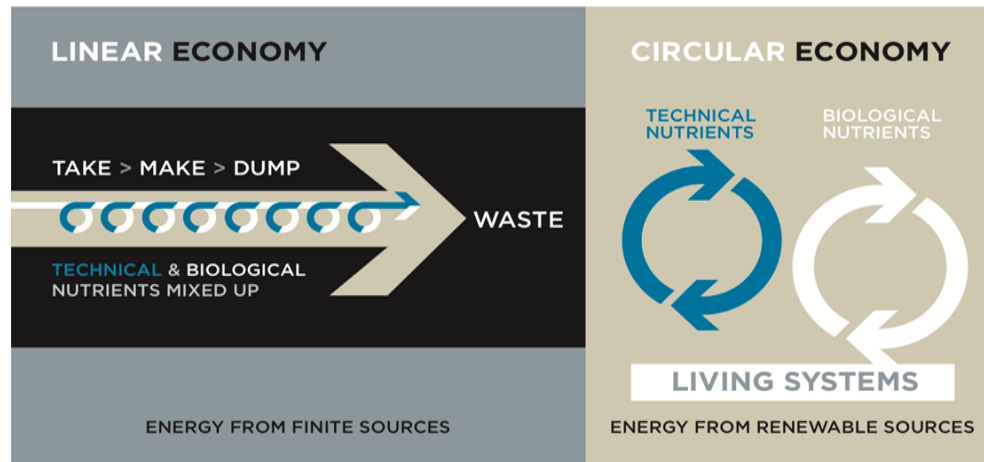 LINEAR ECONOMY
TAKE > MAKE > DUMP
WASTE
TECHNICAL & BIOLOGICAL
NUTRIENTS MIXED UP
ENERGY FROM FINITE SOURCES
CIRCULAR ECONOMY
TECHNICAL
NUTRIENTS
BIOLOGICAL
NUTRIENTS
LIVING SYSTEMS
ENERGY FROM RENEWABLE SOURCES